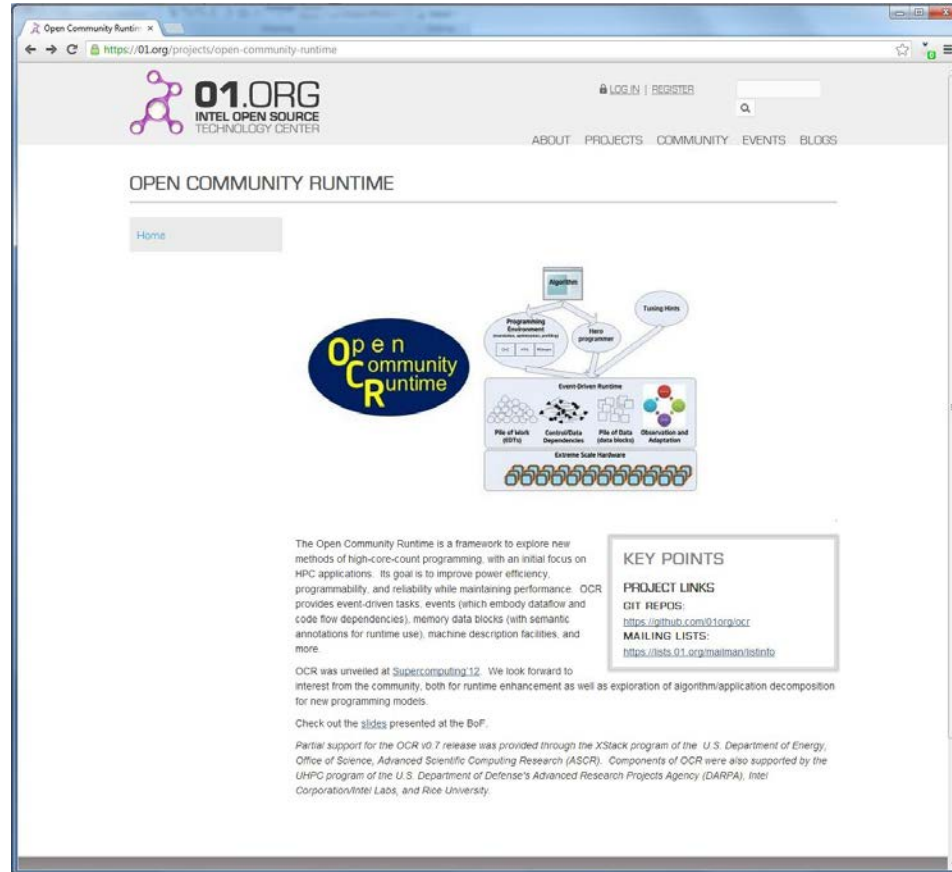 Open Community Runtim
https://01.org/projects/open-community-runtime
01.ORG
INTEL OPEN SOURCE
TECHNOLOGY CENTER
LOG IN | REGISTER
ABOUT PROJECTS COMMUNITY EVENTS BLOGS
OPEN COMMUNITY RUNTIME
Home
Open
Community
Runtime
Algorithm
Programming
Environment
Hero
programmer
Tuning Hints
Event-Driven Runtime
Pile of Work
(EDTs)
Control/Data
Dependencies
Pile of Data
(data blocks)
Observation and
Adaptation
Extreme Scale Hardware
The Open Community Runtime is a framework to explore new
methods of high-core-count programming, with an initial focus on
HPC applications. Its goal is to improve power efficiency,
programmability, and reliability while maintaining performance. OCR
provides event-driven tasks, events (which embody dataflow and
code flow dependencies), memory data blocks (with semantic
annotations for runtime use), machine description facilities, and
more.
KEY POINTS
PROJECT LINKS
GIT REPOS:
https://github.com/01org/ocr
MAILING LISTS:
https://lists.01.org/mailman/listinfo
OCR was unveiled at Supercomputing'12. We look forward to
interest from the community, both for runtime enhancement as well as exploration of algorithm/application decomposition
for new programming models.
Check out the slides presented at the BoF.
Partial support for the OCR v0.7 release was provided through the XStack program of the U.S. Department of Energy,
Office of Science, Advanced Scientific Computing Research (ASCR). Components of OCR were also supported by the
UHPC program of the U.S. Department of Defense's Advanced Research Projects Agency (DARPA), Intel
Corporation/Intel Labs, and Rice University.